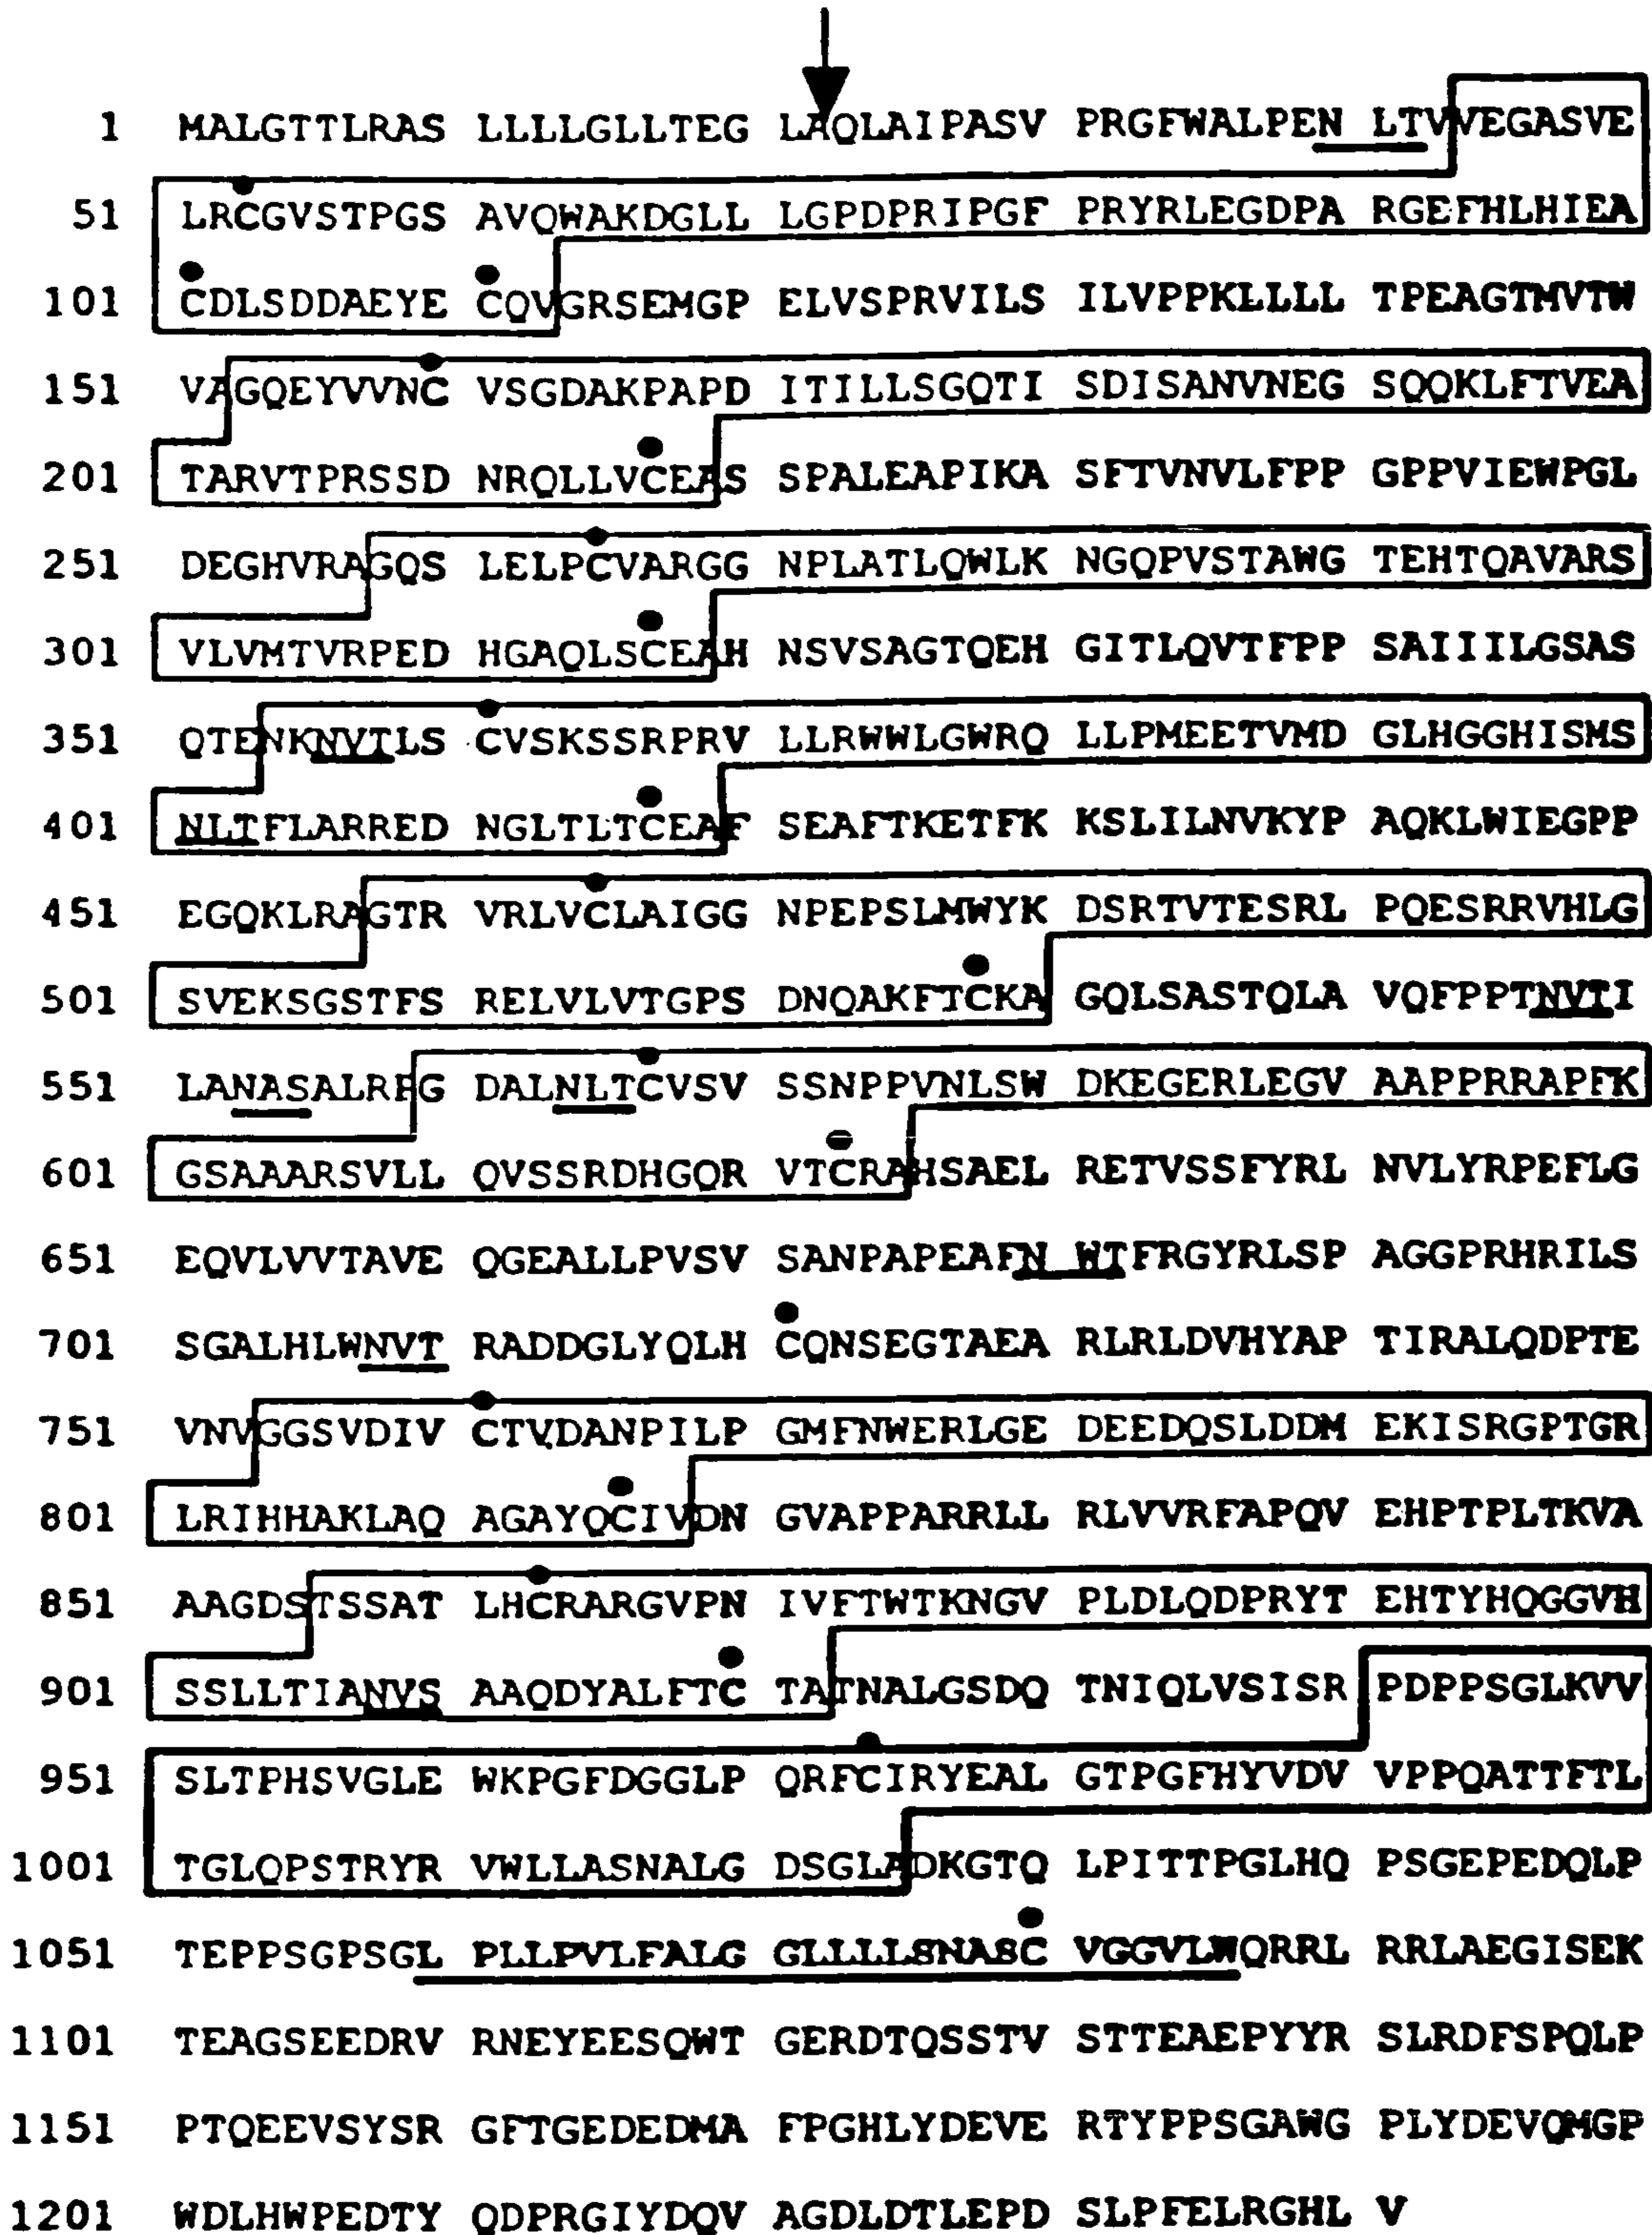 1 MALGTTLRAS LLLLGLLTEG LAQLAIPASV PRGFWALPEN LTVVEGASVE
51 LRCGVSTPGS AVQWAKDGLL LGPDPRIPGF PRYRLEGDPA RGEFHLHIEA
101 CDLSDDAEYE CQVGRSEMGP ELVSPRVILS ILVPPKLLLL TPEAGTMVTW
151 VAGQEYVVNC VSGDAKPAPD ITILLSGQTI SDISANVNEG SQQKLFTVEA
201 TARVTPRSSD NRQLLVCEAS SPALEAPIKA SFTVNVLFPP GPPVIEWPGL
251 DEGHVRAGQS LELPCVARGG NPLATLQWLK NGQPVSTAWG TEHTQAVARS
301 VLVMTVRPED HGAQLSCEAH NSVSAGTQEH GITLQVTFPP SAIIILGSAS
351 QTENKNVTLS CVSKSSRPRV LLRWWLGWRQ LLPMEETVMD GLHGGHISMS
401 NLTFLARRED NGLTLTCEAF SEAFTKETFK KSLILNVKYP AQKLWIEGPP
451 EGQKLRAGTR VRLVCLAIGG NPEPSLMWYK DSRTVTESRL PQESRRVHLG
501 SVEKSGSTFS RELVLVTGPS DNQAKFTCKA GQLSASTQLA VQFPPTNVTI
551 LANASALRPG DALNLTCVSV SSNPPVNLSW DKEGERLEGV AAPPRRAPFK
601 GSAAARSVLL QVSSRDHGQR VTCRAHSAEL RETVSSFYRL NVLYRPEFLG
651 EQVLVVTAVE QGEALLPVSV SANPAPEAFN WTFRGYRLSP AGGPRHRILS
701 SGALHLWNVT RADDGLYQLH CQNSEGTAEA RLRLDVHYAP TIRALQDPTE
751 VNVGGSVDIV CTVDANPILP GMFNWERLGE DEEDQSLDDM EKISRGPTGR
801 LRIHHAKLAQ AGAYQCIVDN GVAPPARRLL RLVVRFAPQV EHPTPLTKVA
851 AAGDSTSSAT LHCRARGVPN IVFTWTKNGV PLDLQDPRYT EHTYHQGGVH
901 SSLLTIANVS AAQDYALFTC TATNALGSDQ TNIQLVSISR PDPPSGLKVV
951 SLTPHSVGLE WKPGFDGGLP QRFCIRYEAL GTPGFHYVDV VPPQATTFTL
1001 TGLQPSTRYR VWLLASNALG DSGLADKGTQ LPITTPGLHQ PSGEPEDQLP
1051 TEPPSGPSGL PLLPVLFALG GLLLLSNASC VGGVLWQRRL RRLAEGISEK
1101 TEAGSEEDRV RNEYEESQWT GERDTQSSTV STTEAEPYYR SLRDFSPQLP
1151 PTQEEVSYSR GFTGEDEDMA FPGHLYDEVE RTYPPSGAWG PLYDEVQMGP
1201 WDLHWPEDTY QDPRGIYDQV AGDLDTLEPD SLPFELRGHL V